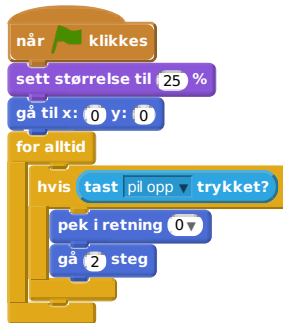 når klikkes
sett størrelse til 25 %
gå til x: 0 y: 0
for alltid
hvis tast pil opp ▼ trykket?
pek i retning 0▼
gå 2 steg